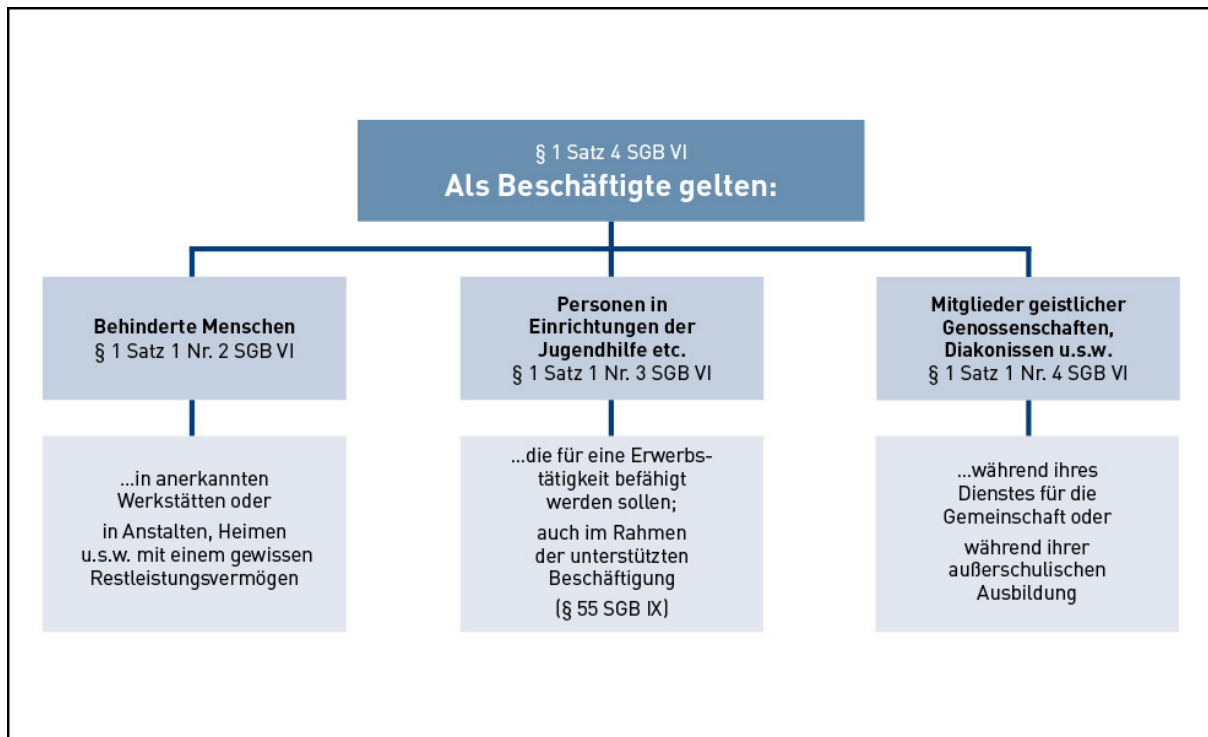 § 1 Satz 4 SGB VI
Als Beschäftigte gelten:
Behinderte Menschen
§ 1 Satz 1 Nr. 2 SGB VI
...in anerkannten
Werkstätten oder
in Anstalten, Heimen
u.s.w. mit einem gewissen
Restleistungsvermögen
Personen in
Einrichtungen der
Jugendhilfe etc.
§ 1 Satz 1 Nr. 3 SGB VI
...die für eine Erwerbs-
tätigkeit befähigt
werden sollen;
auch im Rahmen
der unterstützten
Beschäftigung
(§ 55 SGB IX)
Mitglieder geistlicher
Genossenschaften,
Diakonissen u.s.w.
§ 1 Satz 1 Nr. 4 SGB VI
...während ihres
Dienstes für die
Gemeinschaft oder
während ihrer
außerschulischen
Ausbildung